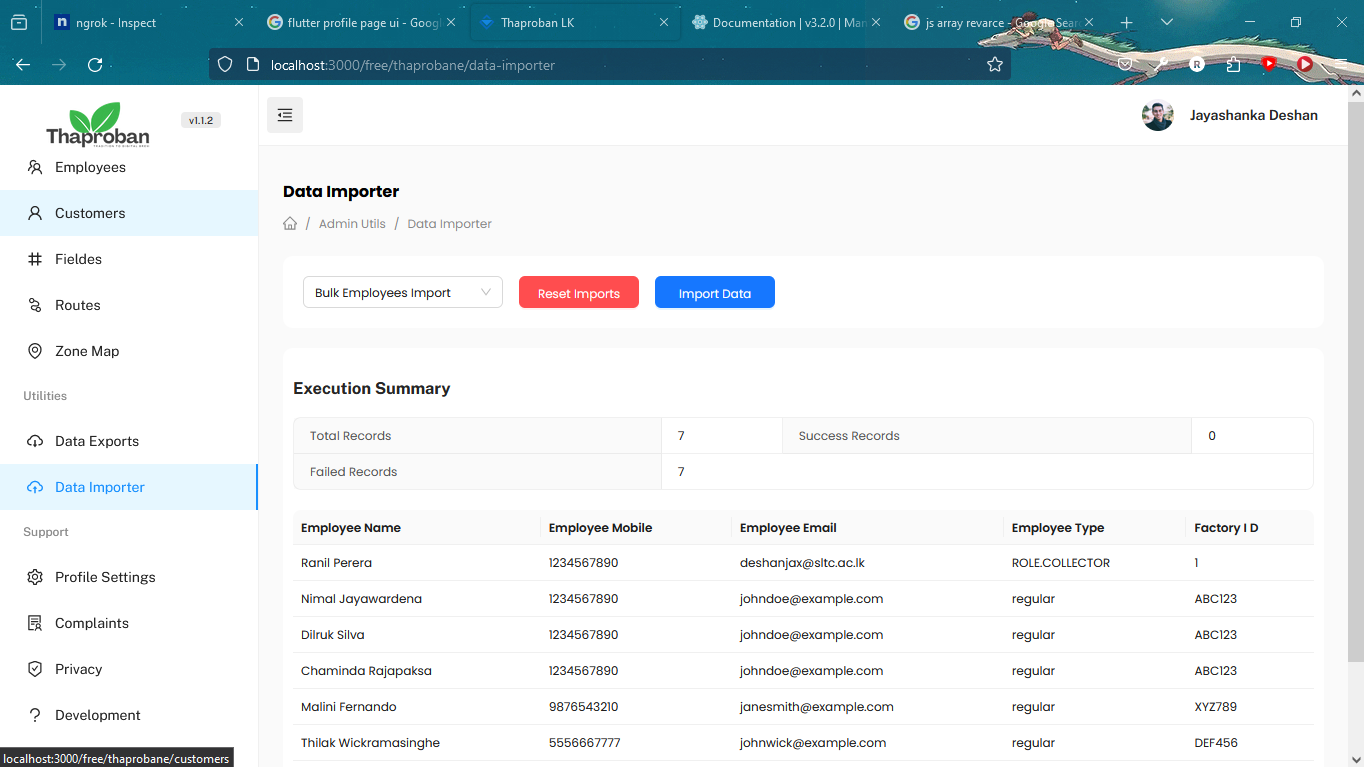 ngrok - Inspect
flutter profile page ui - Goog
Thaproban LK
Documentation | v3.2.0 | Man
js array revarce - Google Sear
localhost:3000/free/thaprobane/data-importer
R
Thaproban
v1.1.2
Jayashanka Deshan
Employees
Customers
Fieldes
Routes
Zone Map
Utilities
Data Exports
Data Importer
Support
Profile Settings
Complaints
Privacy
Development
localhost:3000/free/thaprobane/customers
Data Importer
/ Admin Utils / Data Importer
Bulk Employees Import
Reset Imports
Import Data
Execution Summary
Total Records 7 Success Records 0
Failed Records 7
Employee Name Employee Mobile Employee Email Employee Type Factory I D
Ranil Perera 1234567890 deshanjax@sltc.ac.lk ROLE.COLLECTOR 1
Nimal Jayawardena 1234567890 johndoe@example.com regular ABC123
Dilruk Silva 1234567890 johndoe@example.com regular ABC123
Chaminda Rajapaksa 1234567890 johndoe@example.com regular ABC123
Malini Fernando 9876543210 janesmith@example.com regular XYZ789
Thilak Wickramasinghe 5556667777 johnwick@example.com regular DEF456